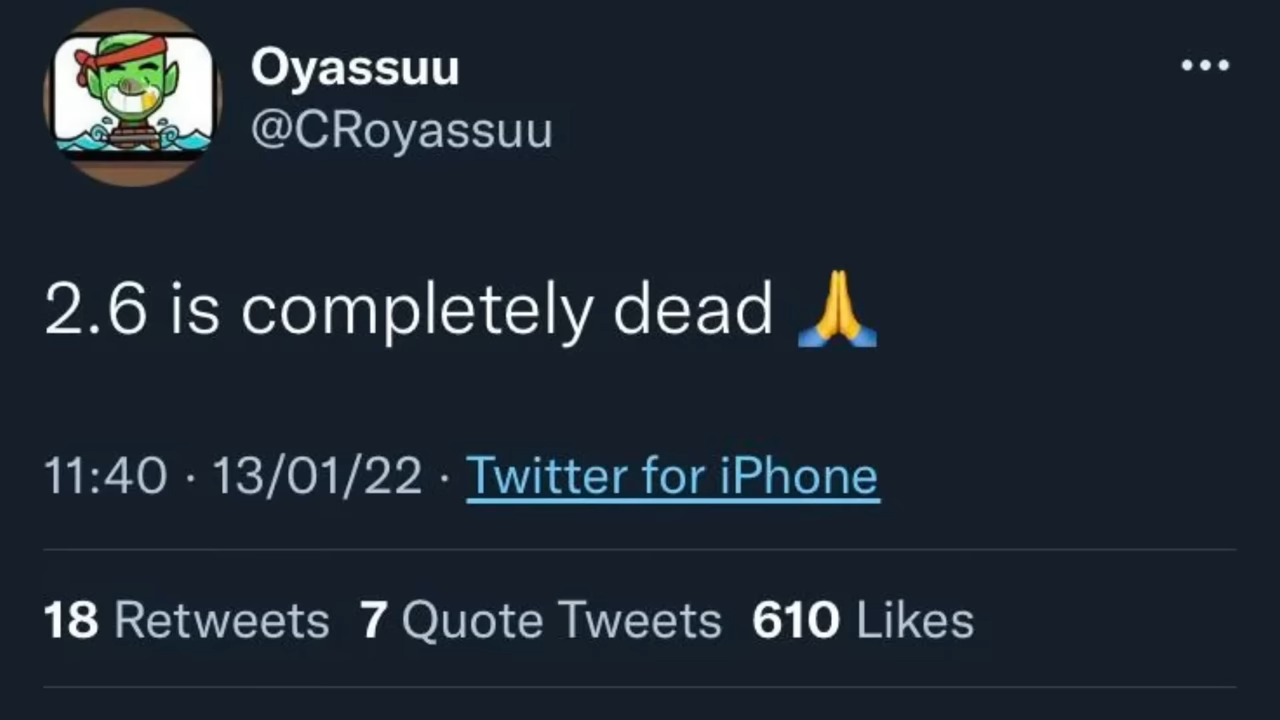 Oyassuu
@CRoyassuu
2.6 is completely dead 🙏
11:40 · 13/01/22 · Twitter for iPhone
18 Retweets 7 Quote Tweets 610 Likes